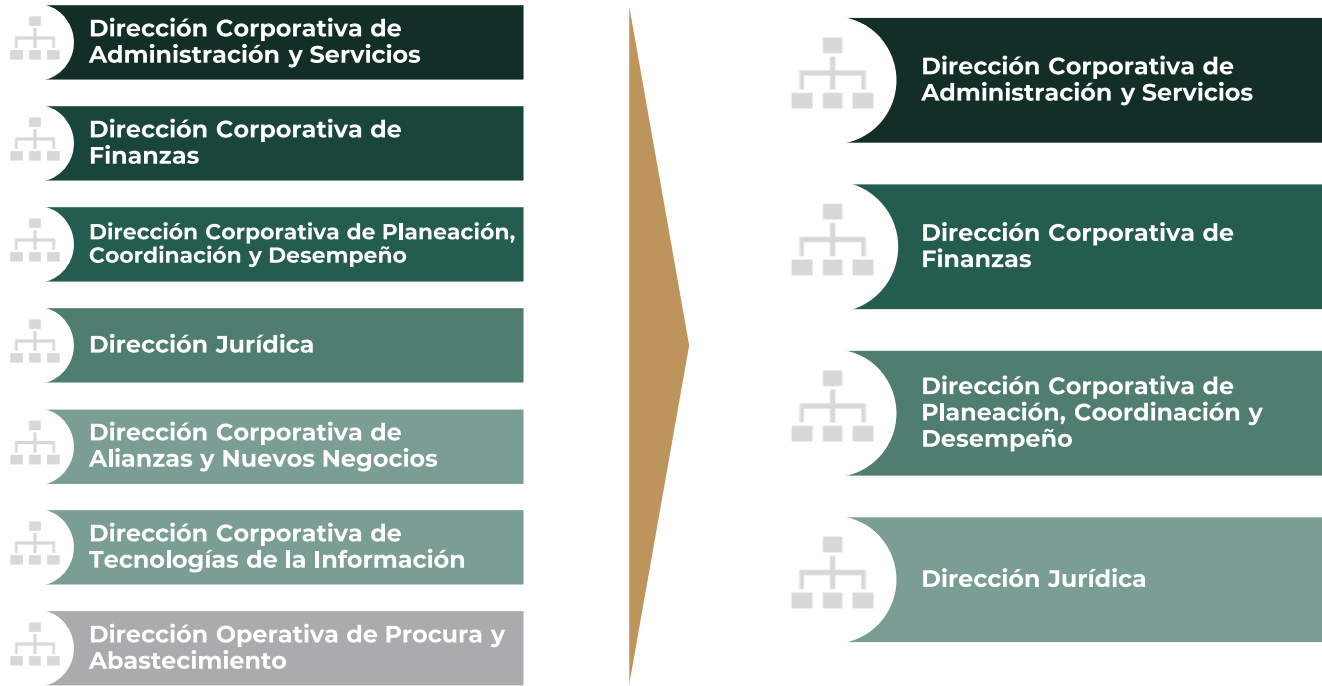 Dirección Corporativa de
Administración y Servicios
Dirección Corporativa de
Finanzas
Dirección Corporativa de Planeación,
Coordinación y Desempeño
Dirección Jurídica
Dirección Corporativa de
Alianzas y Nuevos Negocios
Dirección Corporativa de
Tecnologías de la Información
Dirección Operativa de Procura y
Abastecimiento
Dirección Corporativa de
Administración y Servicios
Dirección Corporativa de
Finanzas
Dirección Corporativa de
Planeación, Coordinación y
Desempeño
Dirección Jurídica